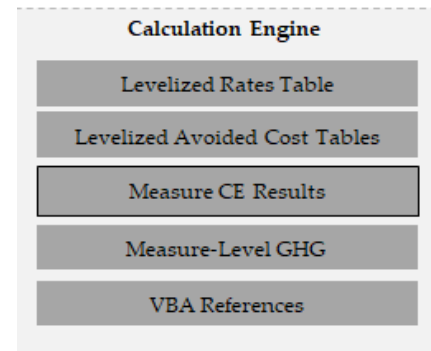 Calculation Engine
Levelized Rates Table
Levelized Avoided Cost Tables
Measure CE Results
Measure-Level GHG
VBA References